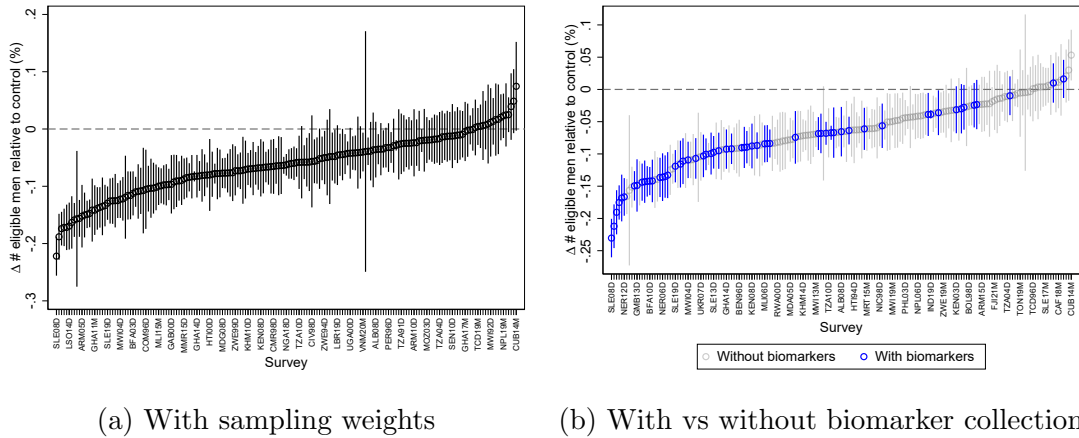 Δ # eligible men relative to control (%)
.2
.1
0
-.1
-.2
-.3
SLE08D LSO14D ARM05D GHA11M SLE19D MWI04D BFA03D COM96D MLI15M GAB00D MMR15D GHA14D HTI00D MDG08D ZWE99D KHM10D KEN08D CMR98D NGA18D TZA10D CIV98D ZWE94D LBR19D UGA00D VNM20M ALB08D PER96D TZA91D ARM10D MOZ03D TZA04D SEN10D GHA17M TCD19M MWI92D NPL19M CUB14M
Survey
(a) With sampling weights
Δ # eligible men relative to control (%)
.1
.05
0
-.05
-.1
-.15
-.2
-.25
SLE08D NER12D GMB13D BFA10D NER06D SLE19D MWI04D UKR07D SLE13D GHA14D BEN96D KEN08D MLI06D RWA00D MDA05D KHM14D MWI13M TZA10D ALB08D HTI94D MRT15M NIC98D MWI19M PHL03D NPL06D IND19D ZWE19M KEN03D BOL98D ARM15D FJI21M TZA04D TON19M TCD96D SLE17M CAF18M CUB14M
Survey
Without biomarkers With biomarkers
(b) With vs without biomarker collection